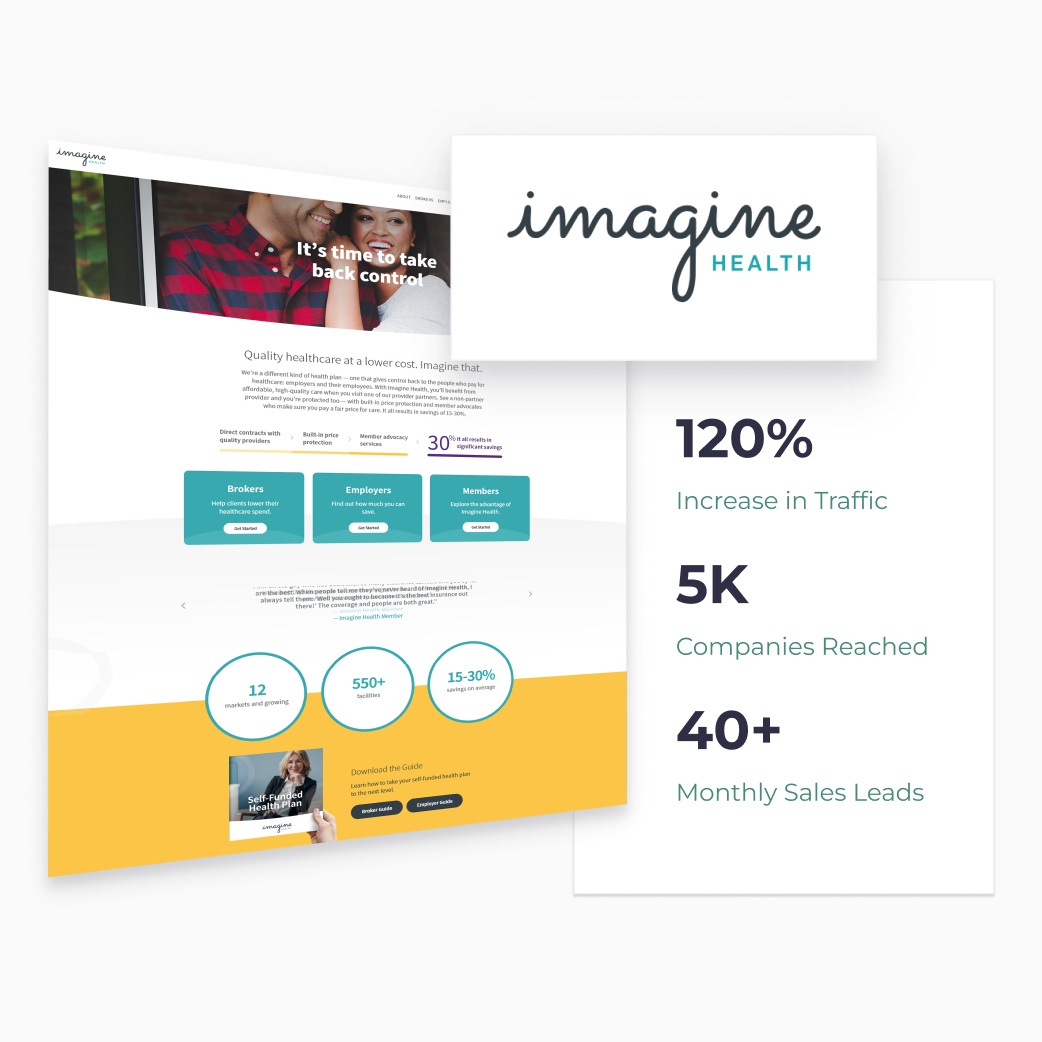 imagine
HEALTH
ABOUT BROKERS
It's time to take
back control
Quality healthcare at a lower cost. Imagine that.
We're a different kind of health plan — one that gives control back to the people who pay for
healthcare: employers and their employees. With Imagine Health, you'll benefit from
affordable, high-quality care when you visit one of our provider partners. See a non-partner
provider and you're protected too — with built-in price protection and member advocates
who make sure you pay a fair price for care. It all results in savings of 15-30%.
Direct contracts with
quality providers
Built-in price
protection
Member advocacy
services
30% It all results in
significant savings
Brokers
Help clients lower their
healthcare spend.
Get Started
Employers
Find out how much you can
save.
Get Started
Members
Explore the advantage of
Imagine Health.
Get Started
are the best. When people tell me they've never heard of Imagine Health, I
always tell them: 'Well you ought to because it's the best insurance out
there!' The coverage and people are both great."
— Imagine Health Member
12
markets and growing
550+
facilities
15-30%
savings on average
Self-Funded
Health Plan
imagine
Download the Guide
Learn how to take your self-funded health plan
to the next level.
Broker Guide
Employer Guide
imagine
HEALTH
120%
Increase in Traffic
5K
Companies Reached
40+
Monthly Sales Leads